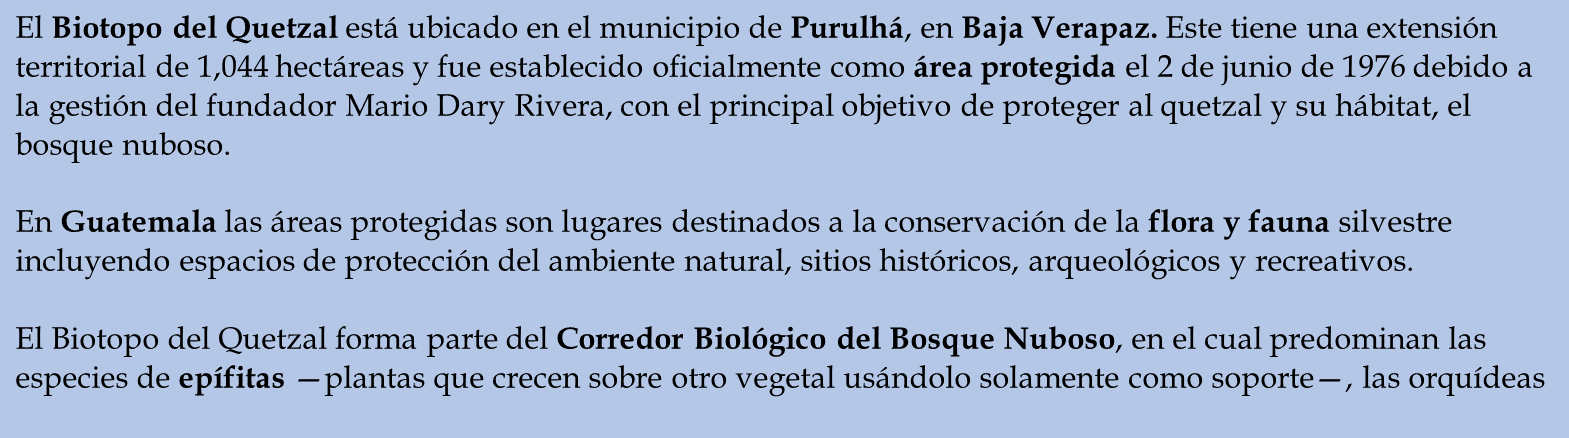 El Biotopo del Quetzal está ubicado en el municipio de Purulhá, en Baja Verapaz. Este tiene una extensión
territorial de 1,044 hectáreas y fue establecido oficialmente como área protegida el 2 de junio de 1976 debido a
la gestión del fundador Mario Dary Rivera, con el principal objetivo de proteger al quetzal y su hábitat, el
bosque nuboso.
En Guatemala las áreas protegidas son lugares destinados a la conservación de la flora y fauna silvestre
incluyendo espacios de protección del ambiente natural, sitios históricos, arqueológicos y recreativos.
El Biotopo del Quetzal forma parte del Corredor Biológico del Bosque Nuboso, en el cual predominan las
especies de epífitas —plantas que crecen sobre otro vegetal usándolo solamente como soporte—, las orquídeas